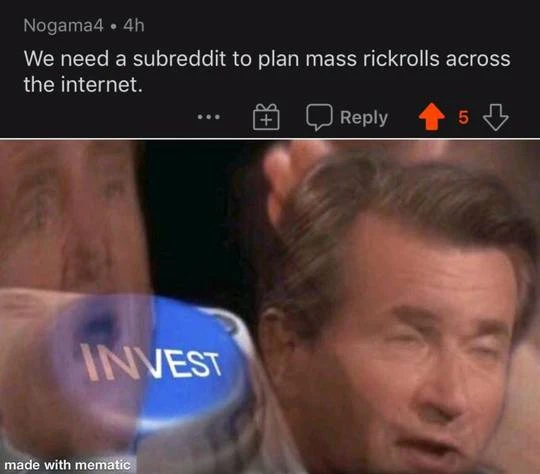 Nogama4 • 4h
We need a subreddit to plan mass rickrolls across
the internet.
Reply 5
INVEST
made with mematic